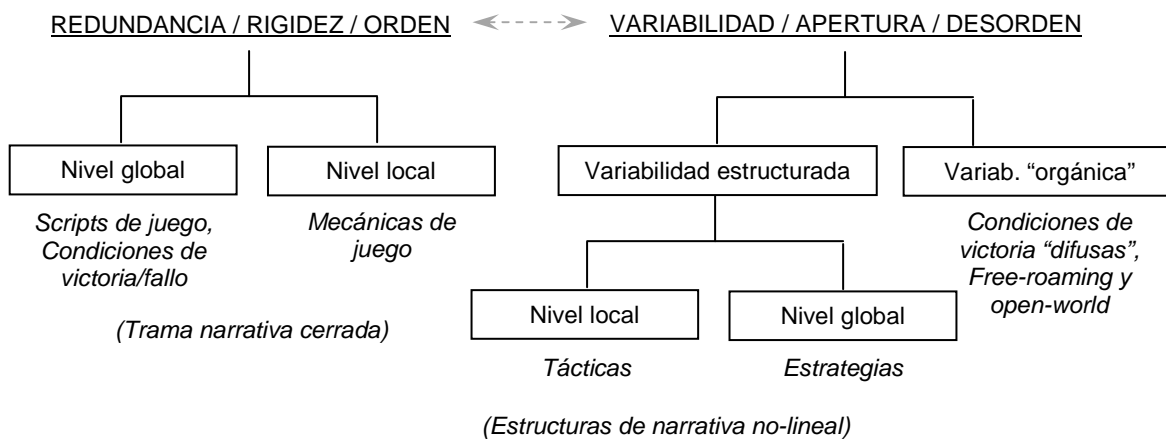 REDUNDANCIA / RIGIDEZ / ORDEN
VARIABILIDAD / APERTURA / DESORDEN
Nivel global
Nivel local
Variabilidad estructurada
Variab. “orgánica”
Scripts de juego,
Condiciones de
victoria/fallo
Mecánicas de
juego
Condiciones de
victoria “difusas”,
Free-roaming y
open-world
(Trama narrativa cerrada)
Nivel local
Nivel global
Tácticas
Estrategias
(Estructuras de narrativa no-lineal)